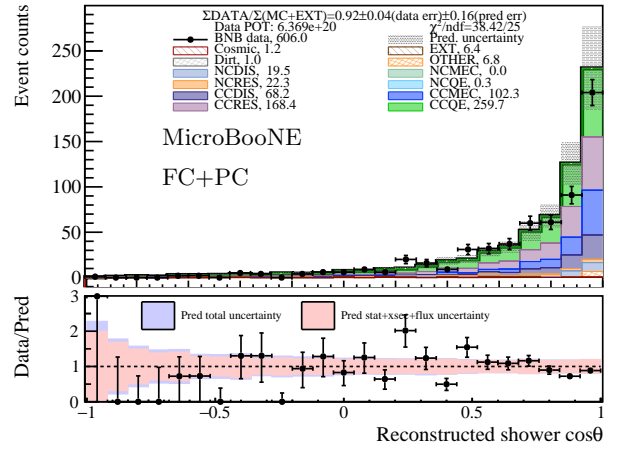 ΣDATA/Σ(MC+EXT)=0.92±0.04(data err)±0.16(pred err)
Data POT: 6.369e+20
χ²/ndf=38.42/25
BNB data, 606.0
Pred. uncertainty
Cosmic, 1.2
EXT, 6.4
Dirt, 1.0
OTHER, 6.8
NCDIS, 19.5
NCMEC, 0.0
NCRES, 22.3
NCQE, 0.3
CCDIS, 68.2
CCMEC, 102.3
CCRES, 168.4
CCQE, 259.7
MicroBooNE
FC+PC
Event counts
250
200
150
100
50
0
Pred total uncertainty
Pred stat+xsec+flux uncertainty
Data/Pred
3
2
1
0
−1
−0.5
0
0.5
1
Reconstructed shower cosθ